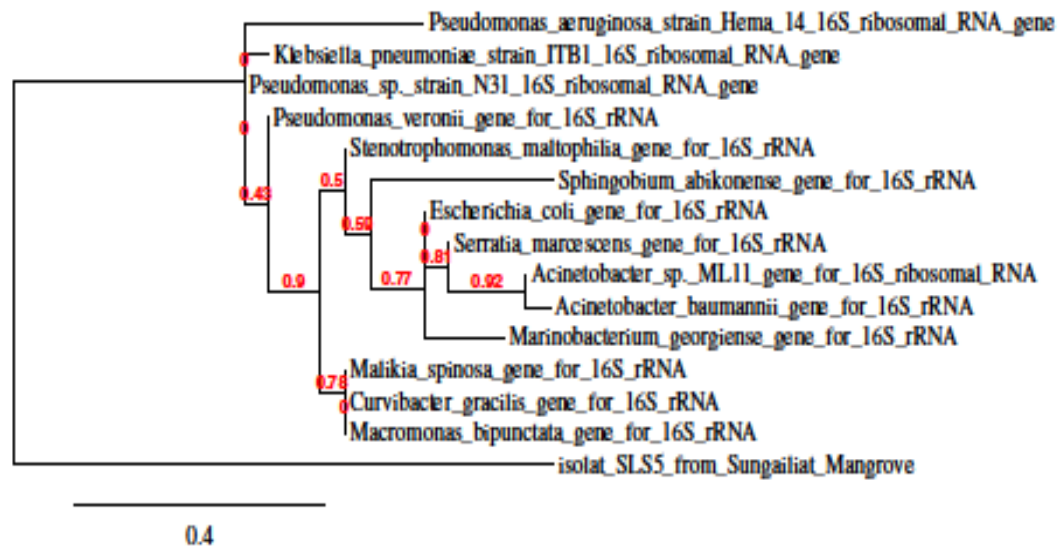 Pseudomonas_aeruginosa_strain_Hema_14_16S_ribosomal_RNA_gene
0
Klebsiella_pneumoniae_strain_ITB1_16S_ribosomal_RNA_gene
Pseudomonas_sp._strain_N31_16S_ribosomal_RNA_gene
0
Pseudomonas_veronii_gene_for_16S_rRNA
Stenotrophomonas_maltophilia_gene_for_16S_rRNA
0.43
0.5
Sphingobium_abikonense_gene_for_16S_rRNA
Escherichia_coli_gene_for_16S_rRNA
0.59
0
Serratia_marcescens_gene_for_16S_rRNA
0.81
Acinetobacter_sp._ML11_gene_for_16S_ribosomal_RNA
0.9
0.77
0.92
Acinetobacter_baumannii_gene_for_16S_rRNA
Marinobacterium_georgiense_gene_for_16S_rRNA
Malikia_spinosa_gene_for_16S_rRNA
0.78
0
Curvibacter_gracilis_gene_for_16S_rRNA
Macromonas_bipunctata_gene_for_16S_rRNA
isolat_SLS5_from_Sungailiat_Mangrove
0.4